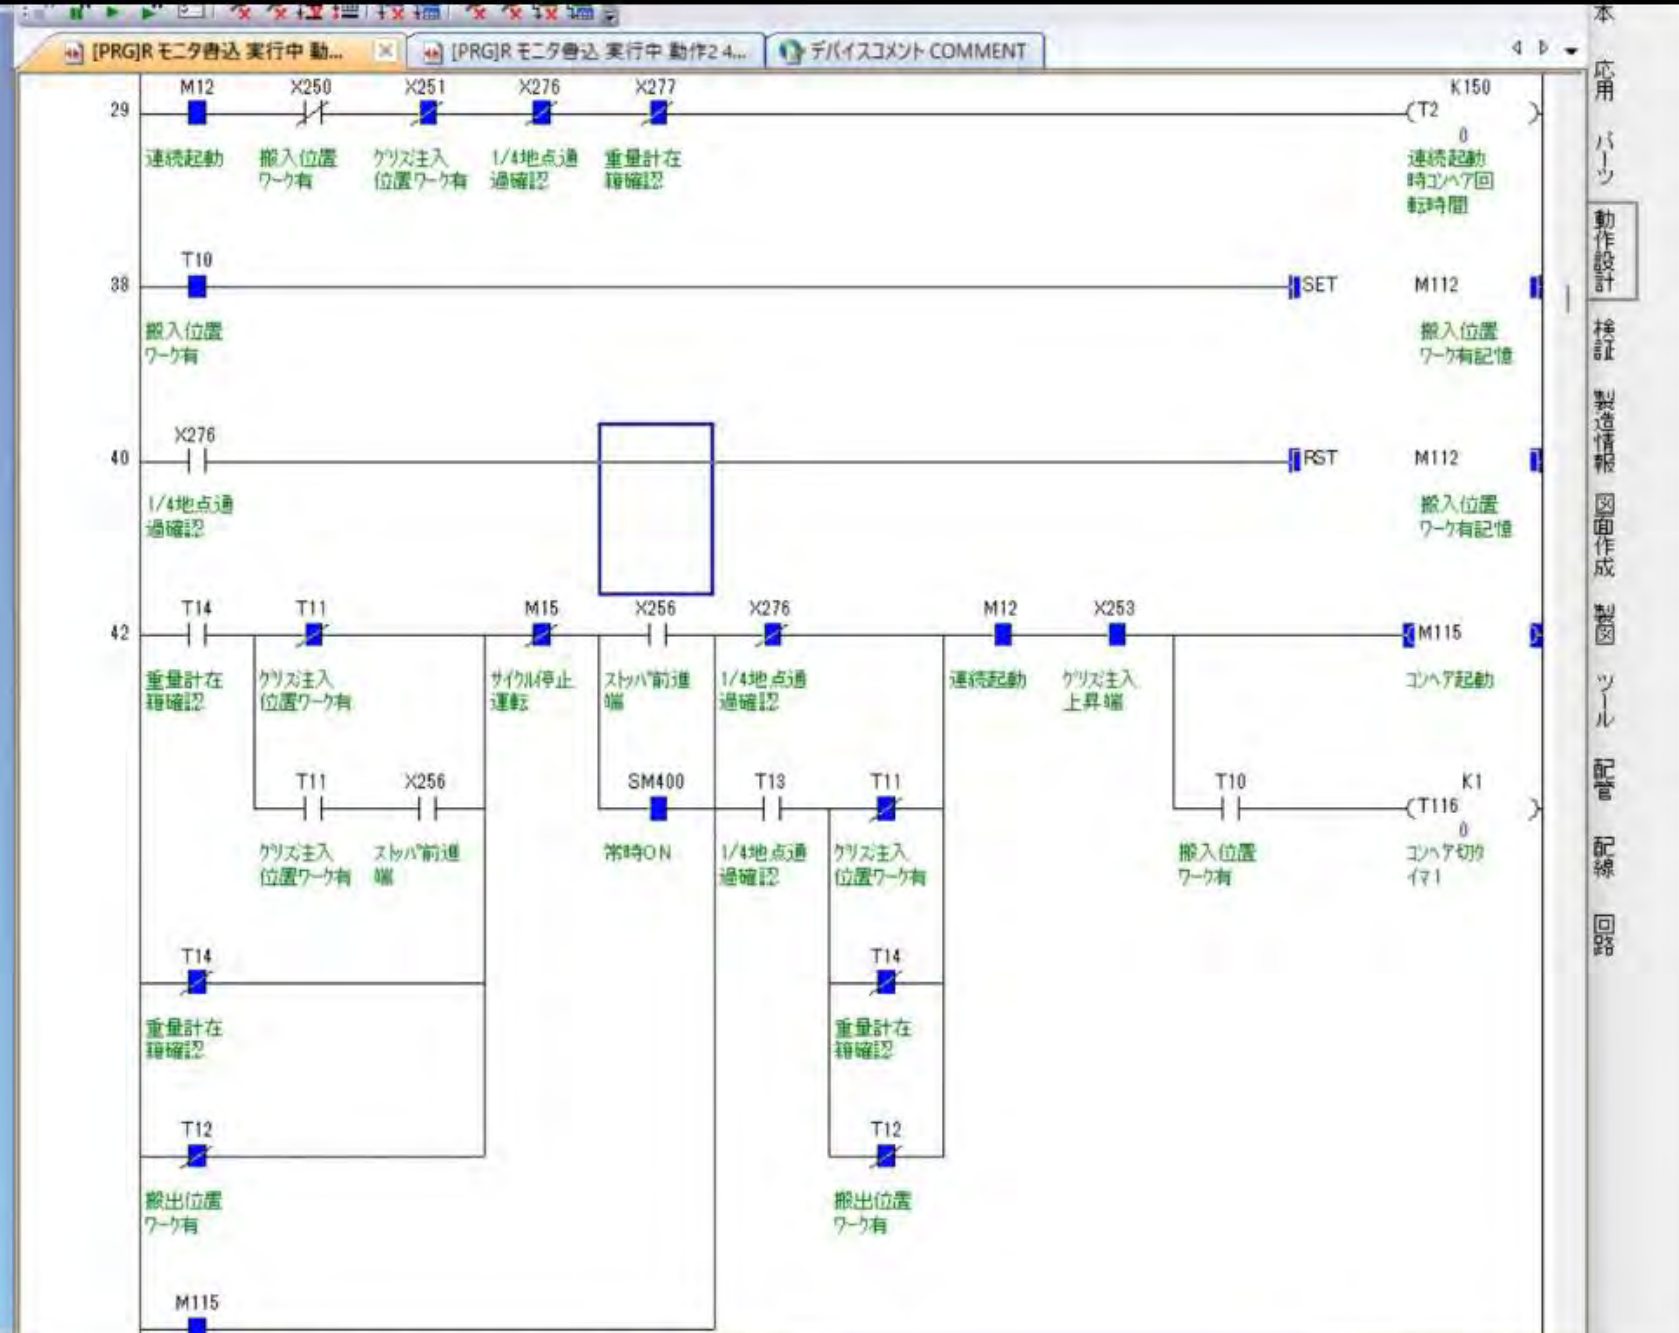 [PRG]R モニタ書込 実行中 動...
[PRG]R モニタ書込 実行中 動作2 4...
デバイスコメント COMMENT
本
応用
パーツ
動作設計
検証
製造情報
図面作成
製図
ツール
配管
配線
回路
M12 X250 X251 X276 X277 K150
29 (T2 )
0
連続起動 搬入位置 グリス注入 1/4地点通 重量計在 連続起動
ワーク有 位置ワーク有 過確認 籍確認 時コンベア回
転時間
T10
38 SET M112
搬入位置 搬入位置
ワーク有 ワーク有記憶
X276
40 RST M112
1/4地点通 搬入位置
過確認 ワーク有記憶
T14 T11 M15 X256 X276 M12 X253
42 M115
重量計在 グリス注入 サイクル停止 ストッパ前進 1/4地点通 連続起動 グリス注入 コンベア起動
籍確認 位置ワーク有 運転 端 過確認 上昇端
T11 X256 SM400 T13 T11 T10 K1
(T116 )
0
グリス注入 ストッパ前進 常時ON 1/4地点通 グリス注入 搬入位置 コンベア切タ
位置ワーク有 端 過確認 位置ワーク有 ワーク有 イマ1
T14 T14
重量計在 重量計在
籍確認 籍確認
T12 T12
搬出位置 搬出位置
ワーク有 ワーク有
M115